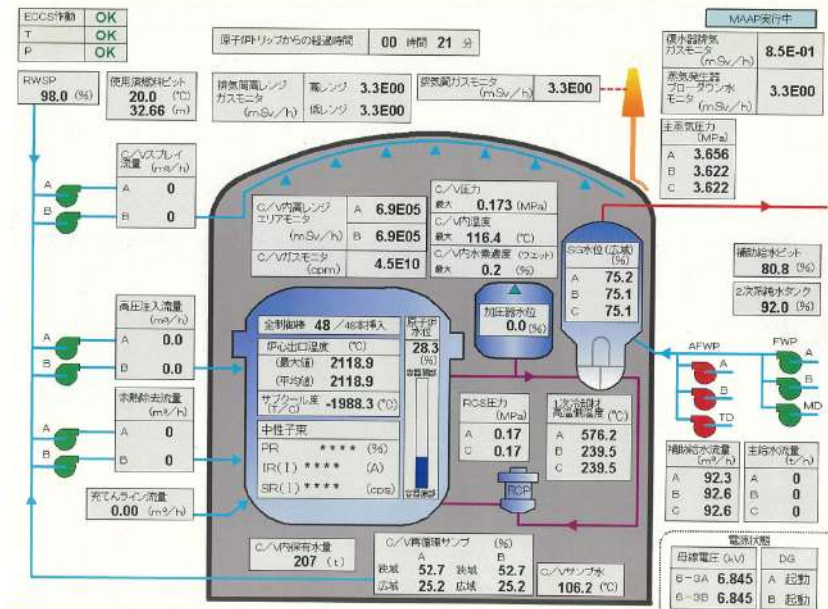 ECCS作動 OK
T OK
P OK
原子炉トリップからの経過時間 00 時間 21 分
MAAP実行中
復水器排気
ガスモニタ
(mSv/h) 8.5E-01
蒸気発生器
ブローダウン水
モニタ
(mSv/h) 3.3E00
RWSP
98.0 (%)
使用済燃料ピット
20.0 (℃)
32.66 (m)
排気筒高レンジ
ガスモニタ
(mSv/h)
高レンジ 3.3E00
低レンジ 3.3E00
排気筒ガスモニタ
(mSv/h) 3.3E00
主蒸気圧力
(MPa)
A 3.656
B 3.622
C 3.622
C/Vスプレイ
流量 (m3/h)
A 0
B 0
A
B
C/V内高レンジ
エリアモニタ
(mSv/h)
A 6.9E05
B 6.9E05
C/Vガスモニタ
(cpm) 4.5E10
C/V圧力
最大 0.173 (MPa)
C/V内温度
最大 116.4 (℃)
C/V内水素濃度 (ウェット)
最大 0.2 (%)
SG水位(広域)
(%)
A 75.2
B 75.1
C 75.1
補助給水ピット
80.8 (%)
2次系純水タンク
92.0 (%)
高圧注入流量
(m3/h)
A 0.0
B 0.0
A
B
全制御棒 48 /48本挿入
炉心出口温度 (℃)
(最大値) 2118.9
(平均値) 2118.9
サブクール度
(T/C) -1988.3 (℃)
中性子束
PR **** (%)
IR(I) **** (A)
SR(I) **** (cps)
原子炉
水位
28.3
(%)
容器頂部
容器底部
加圧器水位
0.0 (%)
AFWP
A
B
TD
FWP
A
B
MD
余熱除去流量
(m3/h)
A 0
B 0
A
B
RCS圧力
(MPa)
A 0.17
C 0.17
1次冷却材
高温側温度 (℃)
A 576.2
B 239.5
C 239.5
RCP
補助給水流量
(m3/h)
A 92.3
B 92.6
C 92.6
主給水流量
(t/h)
A 0
B 0
C 0
充てんライン流量
0.00 (m3/h)
C/V内保有水量
207 (t)
C/V再循環サンプ (%)
A B
狭域 52.7 狭域 52.7
広域 25.2 広域 25.2
C/Vサンプ水
106.2 (℃)
電源状態
母線電圧 (kV) DG
6-3A 6.845 A 起動
6-3B 6.845 B 起動